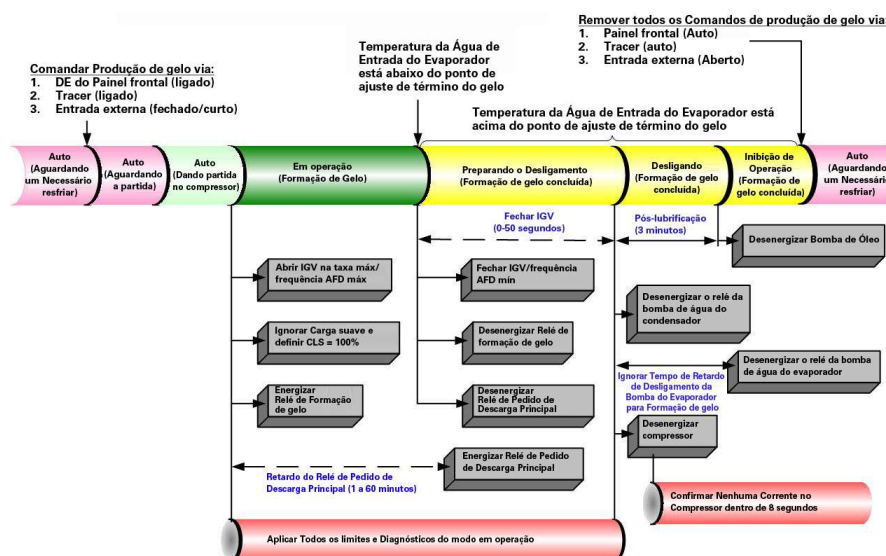 Remover todos os Comandos de produção de gelo via:
1. Painel frontal (Auto)
2. Tracer (auto)
3. Entrada externa (Aberto)
Temperatura da Água de
Entrada do Evaporador
está abaixo do ponto de
ajuste de término do gelo
Comandar Produção de gelo via:
1. DE do Painel frontal (ligado)
2. Tracer (ligado)
3. Entrada externa (fechado/curto)
Temperatura da Água de Entrada do Evaporador está
acima do ponto de ajuste de término do gelo
Auto
(Aguardando
um Necessário
resfriar)
Auto
(Aguardando
a partida)
Auto
(Dando partida
no compressor)
Em operação
(Formação de Gelo)
Preparando o Desligamento
(Formação de gelo concluída)
Desligando
(Formação de gelo
concluída)
Inibição de
Operação
(Formação de
gelo concluída)
Auto
(Aguardando
um Necessário
resfriar)
Fechar IGV
(0-50 segundos)
Pós-lubrificação
(3 minutos)
Desenergizar Bomba de Óleo
Abrir IGV na taxa máx/
frequência AFD máx
Fechar IGV/frequência
AFD mín
Desenergizar o relé da
bomba de água do
condensador
Ignorar Carga suave e
definir CLS = 100%
Desenergizar Relé de
formação de gelo
Desenergizar o relé da bomba
de água do evaporador
Ignorar Tempo de Retardo
de Desligamento da
Bomba do Evaporador
para Formação de gelo
Energizar
Relé de Formação
de gelo
Desenergizar
Relé de Pedido de
Descarga Principal
Desenergizar
compressor
Energizar Relé de Pedido
de Descarga Principal
Retardo do Relé de Pedido de
Descarga Principal (1 a 60 minutos)
Confirmar Nenhuma Corrente no
Compressor dentro de 8 segundos
Aplicar Todos os limites e Diagnósticos do modo em operação